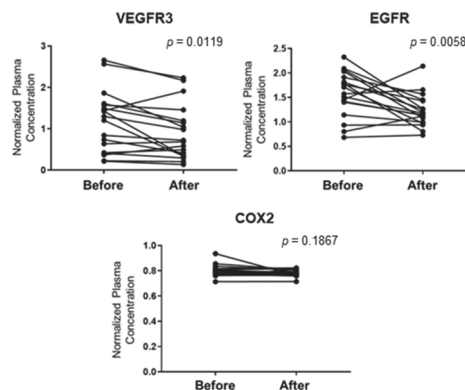 VEGFR3
p = 0.0119
Normalized Plasma
Concentration
3
2
1
0
Before After
EGFR
p = 0.0058
Normalized Plasma
Concentration
2.5
2.0
1.5
1.0
0.5
0.0
Before After
COX2
p = 0.1867
Normalized Plasma
Concentration
1.0
0.8
0.6
0.4
0.2
0.0
Before After